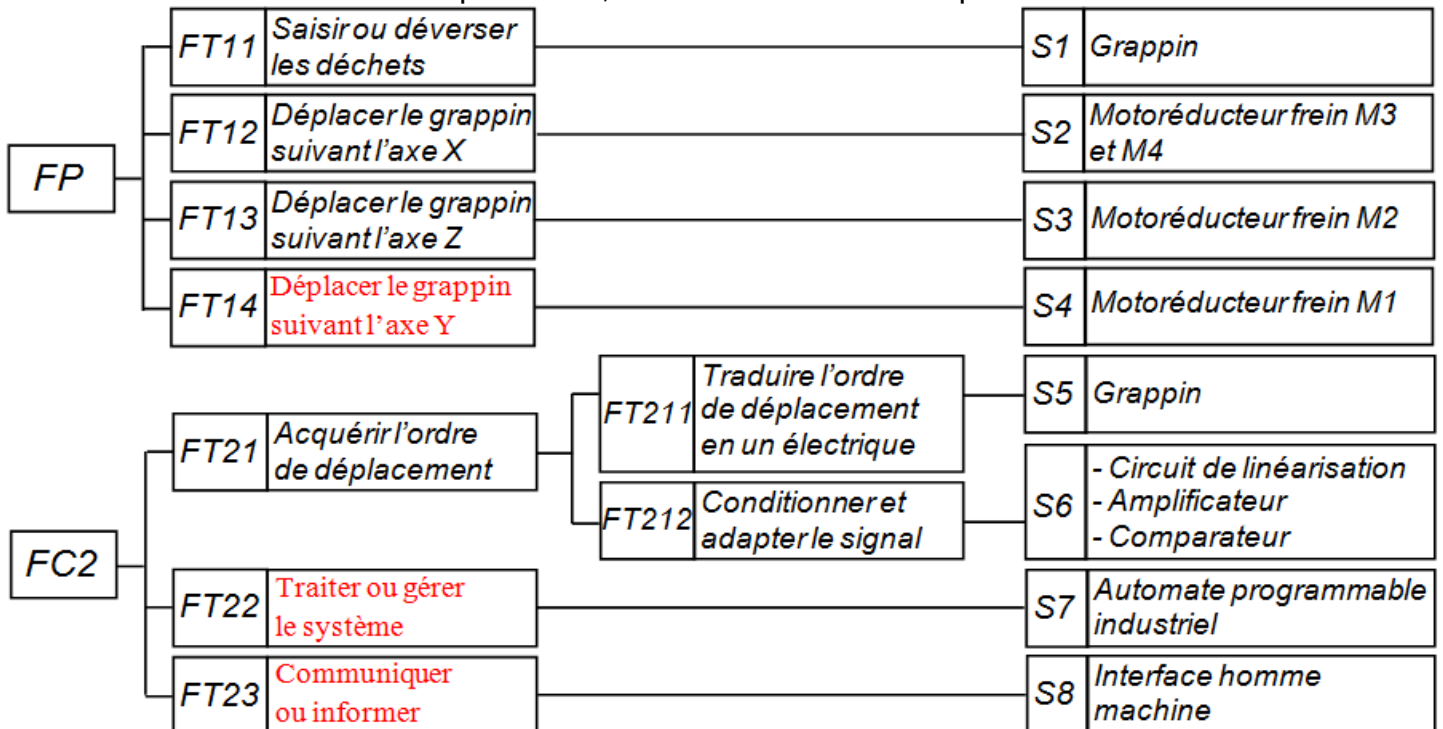 FT11 Saisir ou déverser
les déchets
S1 Grappin
FT12 Déplacer le grappin
suivant l'axe X
S2 Motoréducteur frein M3
et M4
FP
FT13 Déplacer le grappin
suivant l'axe Z
S3 Motoréducteur frein M2
FT14 Déplacer le grappin
suivant l'axe Y
S4 Motoréducteur frein M1
FC2
FT21 Acquérir l'ordre
de déplacement
FT211 Traduire l'ordre
de déplacement
en un électrique
S5 Grappin
FT212 Conditionner et
adapter le signal
S6 - Circuit de linéarisation
- Amplificateur
- Comparateur
FT22 Traiter ou gérer
le système
S7 Automate programmable
industriel
FT23 Communiquer
ou informer
S8 Interface homme
machine